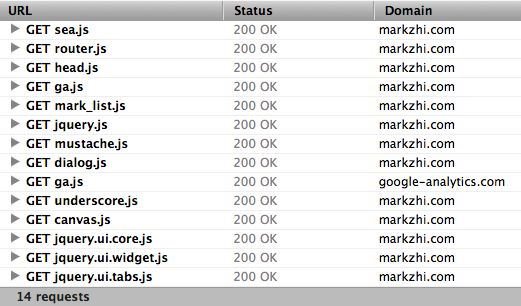 URL Status Domain
GET sea.js 200 OK markzhi.com
GET router.js 200 OK markzhi.com
GET head.js 200 OK markzhi.com
GET ga.js 200 OK markzhi.com
GET mark_list.js 200 OK markzhi.com
GET jquery.js 200 OK markzhi.com
GET mustache.js 200 OK markzhi.com
GET dialog.js 200 OK markzhi.com
GET ga.js 200 OK google-analytics.com
GET underscore.js 200 OK markzhi.com
GET canvas.js 200 OK markzhi.com
GET jquery.ui.core.js 200 OK markzhi.com
GET jquery.ui.widget.js 200 OK markzhi.com
GET jquery.ui.tabs.js 200 OK markzhi.com
14 requests